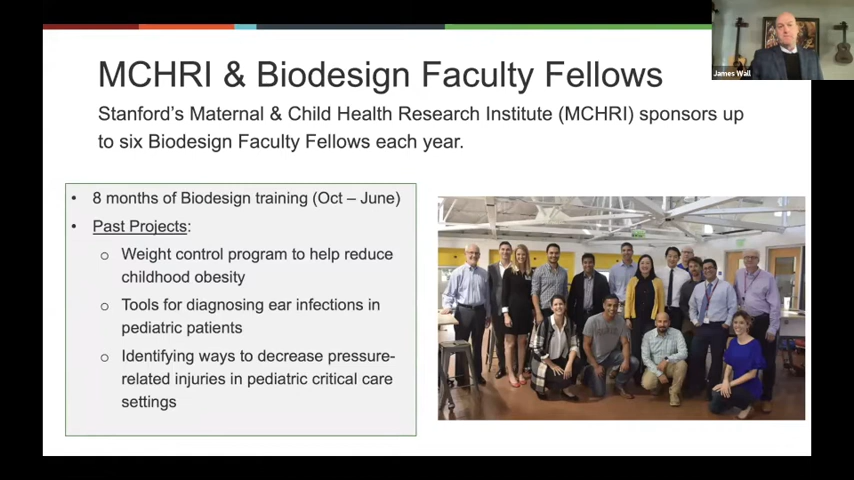 MCHRI & Biodesign Faculty Fellows
Stanford's Maternal & Child Health Research Institute (MCHRI) sponsors up
to six Biodesign Faculty Fellows each year.
• 8 months of Biodesign training (Oct – June)
• Past Projects:
o Weight control program to help reduce
childhood obesity
o Tools for diagnosing ear infections in
pediatric patients
o Identifying ways to decrease pressure-
related injuries in pediatric critical care
settings
James Wall